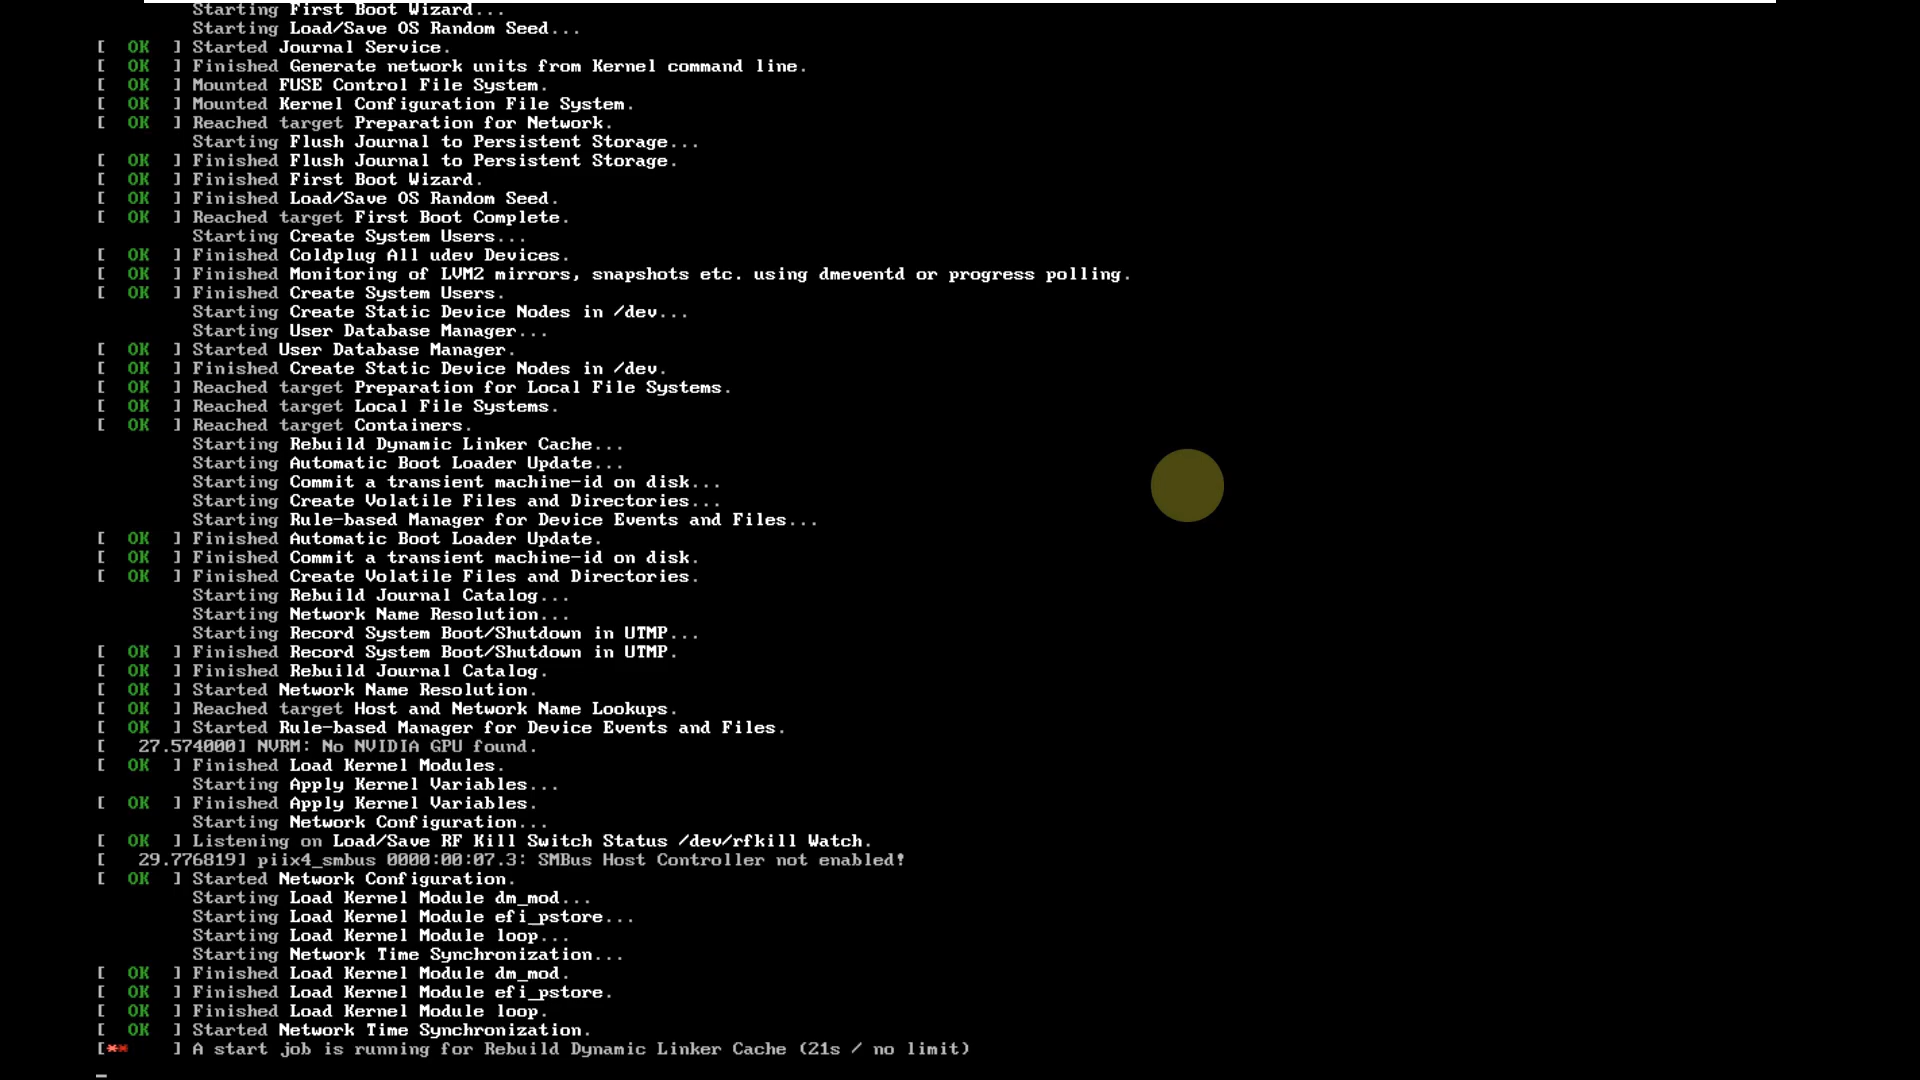 Starting First Boot Wizard...
Starting Load/Save OS Random Seed...
[  OK  ] Started Journal Service.
[  OK  ] Finished Generate network units from Kernel command line.
[  OK  ] Mounted FUSE Control File System.
[  OK  ] Mounted Kernel Configuration File System.
[  OK  ] Reached target Preparation for Network.
Starting Flush Journal to Persistent Storage...
[  OK  ] Finished Flush Journal to Persistent Storage.
[  OK  ] Finished First Boot Wizard.
[  OK  ] Finished Load/Save OS Random Seed.
[  OK  ] Reached target First Boot Complete.
Starting Create System Users...
[  OK  ] Finished Coldplug All udev Devices.
[  OK  ] Finished Monitoring of LVM2 mirrors, snapshots etc. using dmeventd or progress polling.
[  OK  ] Finished Create System Users.
Starting Create Static Device Nodes in /dev...
Starting User Database Manager...
[  OK  ] Started User Database Manager.
[  OK  ] Finished Create Static Device Nodes in /dev.
[  OK  ] Reached target Preparation for Local File Systems.
[  OK  ] Reached target Local File Systems.
[  OK  ] Reached target Containers.
Starting Rebuild Dynamic Linker Cache...
Starting Automatic Boot Loader Update...
Starting Commit a transient machine-id on disk...
Starting Create Volatile Files and Directories...
Starting Rule-based Manager for Device Events and Files...
[  OK  ] Finished Automatic Boot Loader Update.
[  OK  ] Finished Commit a transient machine-id on disk.
[  OK  ] Finished Create Volatile Files and Directories.
Starting Rebuild Journal Catalog...
Starting Network Name Resolution...
Starting Record System Boot/Shutdown in UTMP...
[  OK  ] Finished Record System Boot/Shutdown in UTMP.
[  OK  ] Finished Rebuild Journal Catalog.
[  OK  ] Started Network Name Resolution.
[  OK  ] Reached target Host and Network Name Lookups.
[  OK  ] Started Rule-based Manager for Device Events and Files.
[   27.574000] NVRM: No NVIDIA GPU found.
[  OK  ] Finished Load Kernel Modules.
Starting Apply Kernel Variables...
[  OK  ] Finished Apply Kernel Variables.
Starting Network Configuration...
[  OK  ] Listening on Load/Save RF Kill Switch Status /dev/rfkill Watch.
[   29.776819] piix4_smbus 0000:00:07.3: SMBus Host Controller not enabled!
[  OK  ] Started Network Configuration.
Starting Load Kernel Module dm_mod...
Starting Load Kernel Module efi_pstore...
Starting Load Kernel Module loop...
Starting Network Time Synchronization...
[  OK  ] Finished Load Kernel Module dm_mod.
[  OK  ] Finished Load Kernel Module efi_pstore.
[  OK  ] Finished Load Kernel Module loop.
[  OK  ] Started Network Time Synchronization.
[**    ] A start job is running for Rebuild Dynamic Linker Cache (21s / no limit)